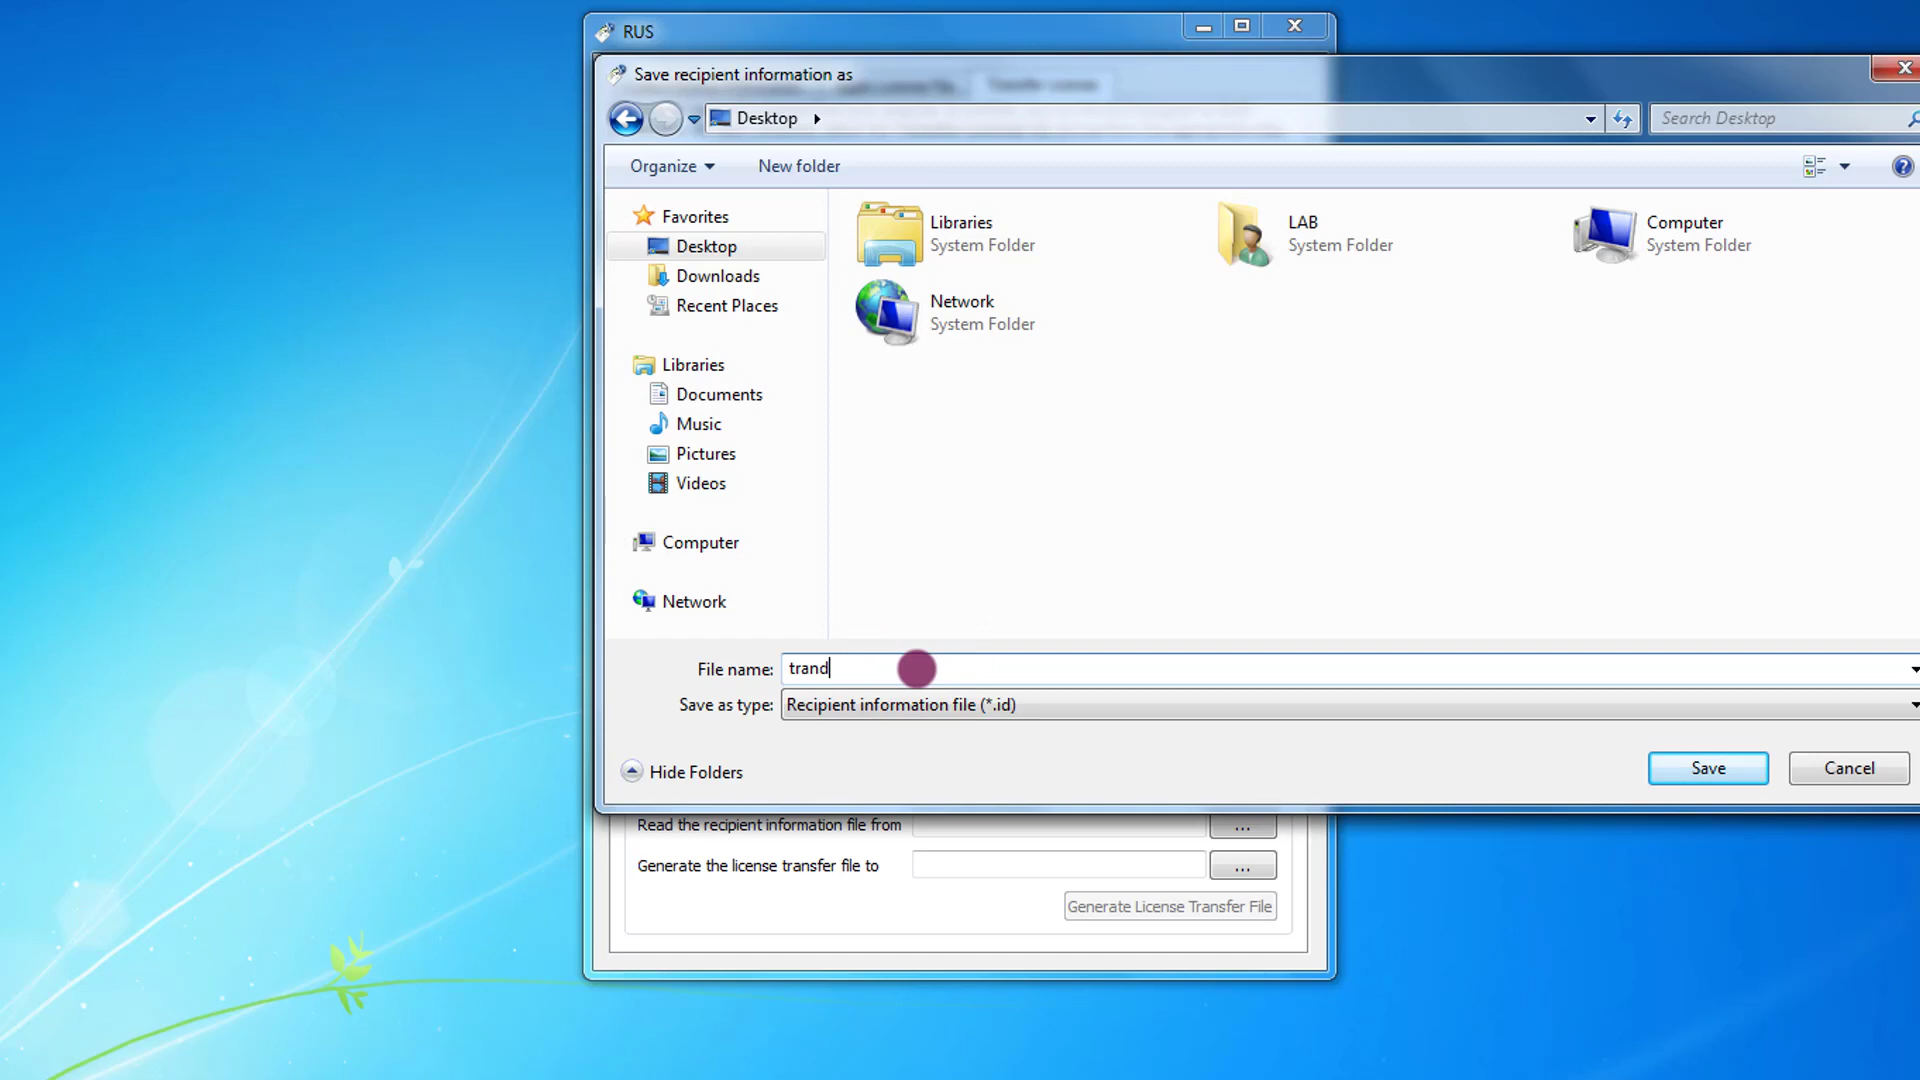 RUS
Save recipient information as
Transfer License
Desktop
Search Desktop
Organize
New folder
Favorites
Desktop
Downloads
Recent Places
Libraries
Documents
Music
Pictures
Videos
Computer
Network
Libraries
System Folder
LAB
System Folder
Computer
System Folder
Network
System Folder
File name: trand
Save as type: Recipient information file (*.id)
Hide Folders
Save
Cancel
Read the recipient information file from
...
Generate the license transfer file to
...
Generate License Transfer File